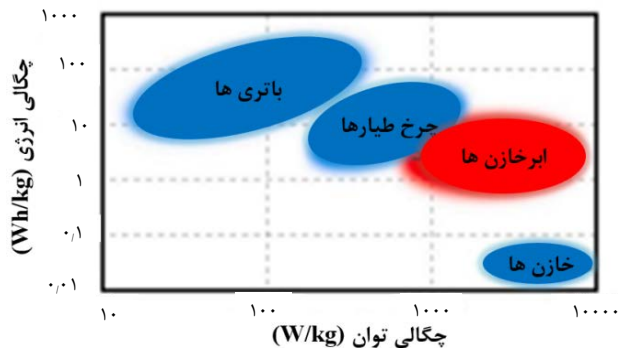 ۱۰۰۰
۱۰۰
۱۰
۱
۰٫۱
۰٫۰۱
چگالی انرژی (Wh/kg)
باتری ها
چرخ طیارها
ابرخازن ها
خازن ها
۱۰
۱۰۰
۱۰۰۰
۱۰۰۰۰
چگالی توان (W/kg)